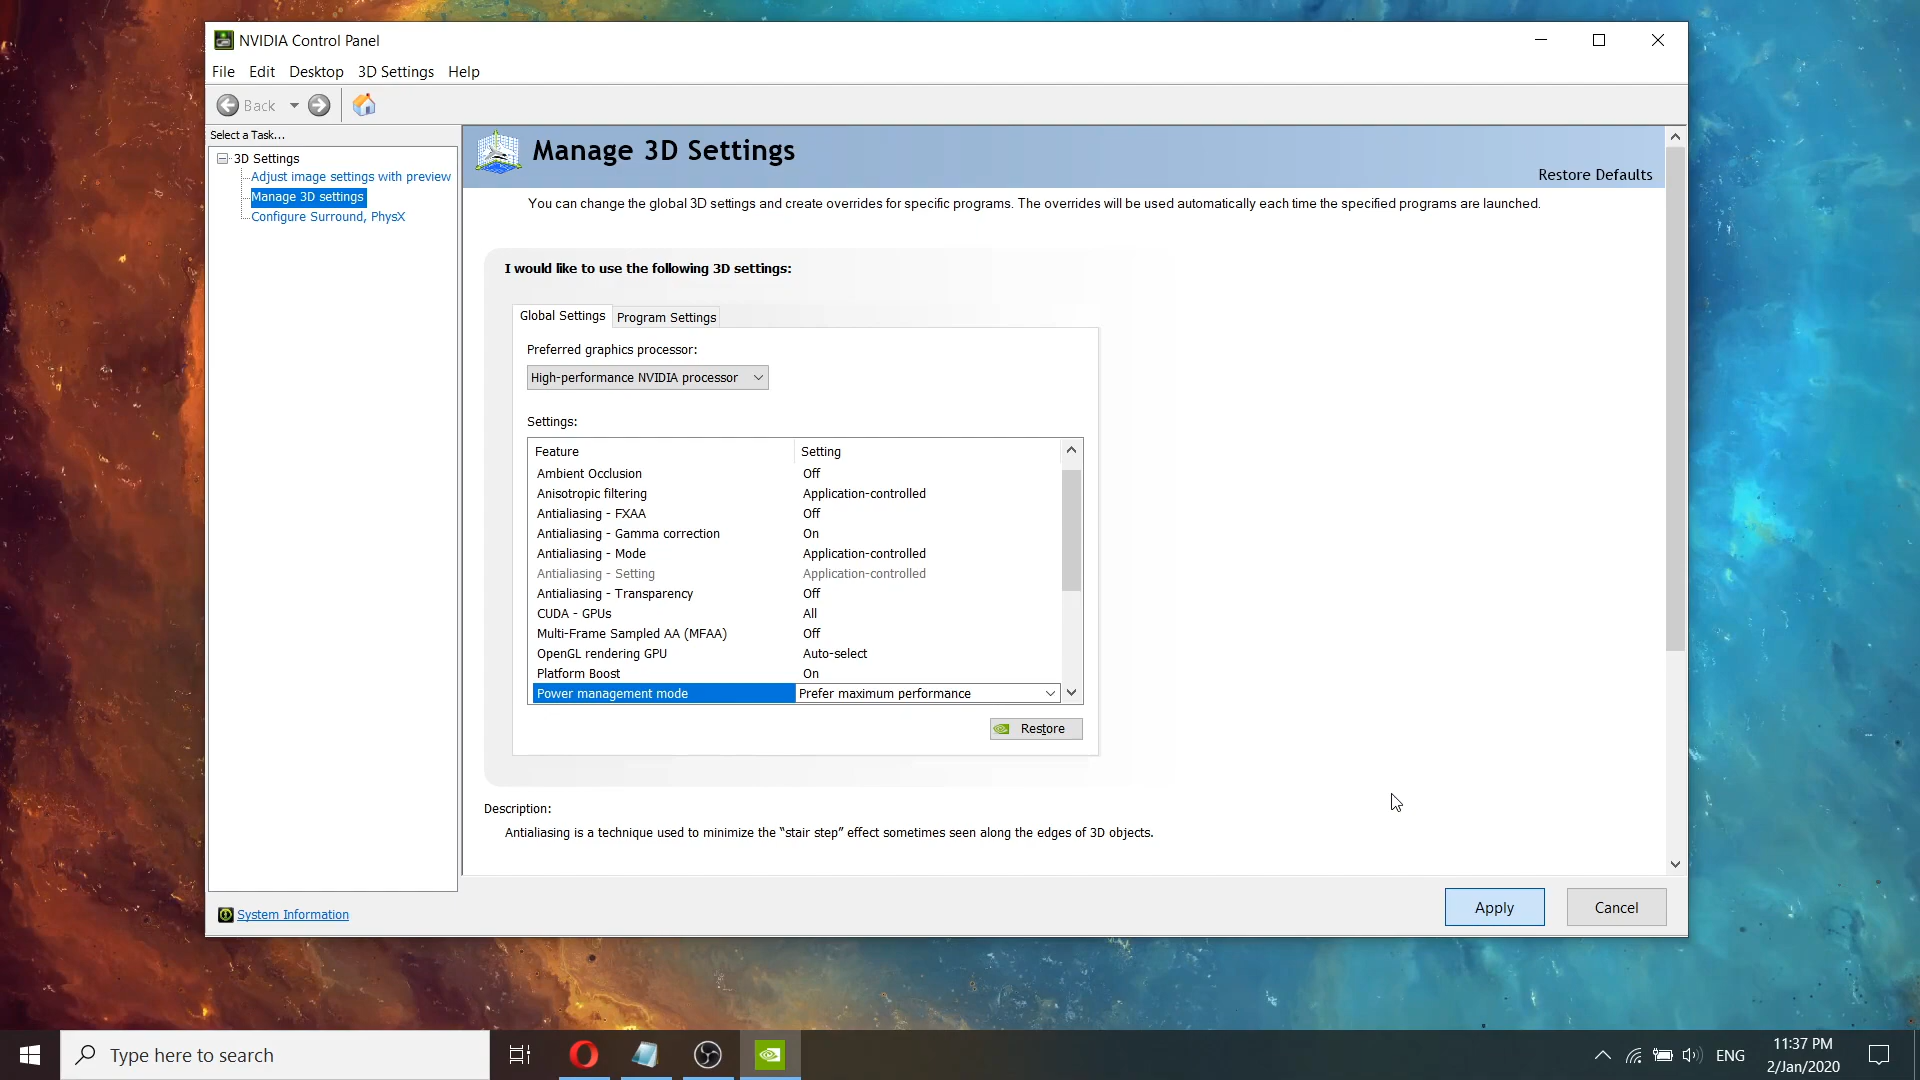 NVIDIA Control Panel
File Edit Desktop 3D Settings Help
Back
Select a Task...
3D Settings
Adjust image settings with preview
Manage 3D settings
Configure Surround, PhysX
System Information
Manage 3D Settings
Restore Defaults
You can change the global 3D settings and create overrides for specific programs. The overrides will be used automatically each time the specified programs are launched.
I would like to use the following 3D settings:
Global Settings Program Settings
Preferred graphics processor:
High-performance NVIDIA processor
Settings:
Feature Setting
Ambient Occlusion Off
Anisotropic filtering Application-controlled
Antialiasing - FXAA Off
Antialiasing - Gamma correction On
Antialiasing - Mode Application-controlled
Antialiasing - Setting Application-controlled
Antialiasing - Transparency Off
CUDA - GPUs All
Multi-Frame Sampled AA (MFAA) Off
OpenGL rendering GPU Auto-select
Platform Boost On
Power management mode Prefer maximum performance
Restore
Description:
Antialiasing is a technique used to minimize the “stair step” effect sometimes seen along the edges of 3D objects.
Apply Cancel
Type here to search
ENG
11:37 PM
2/Jan/2020